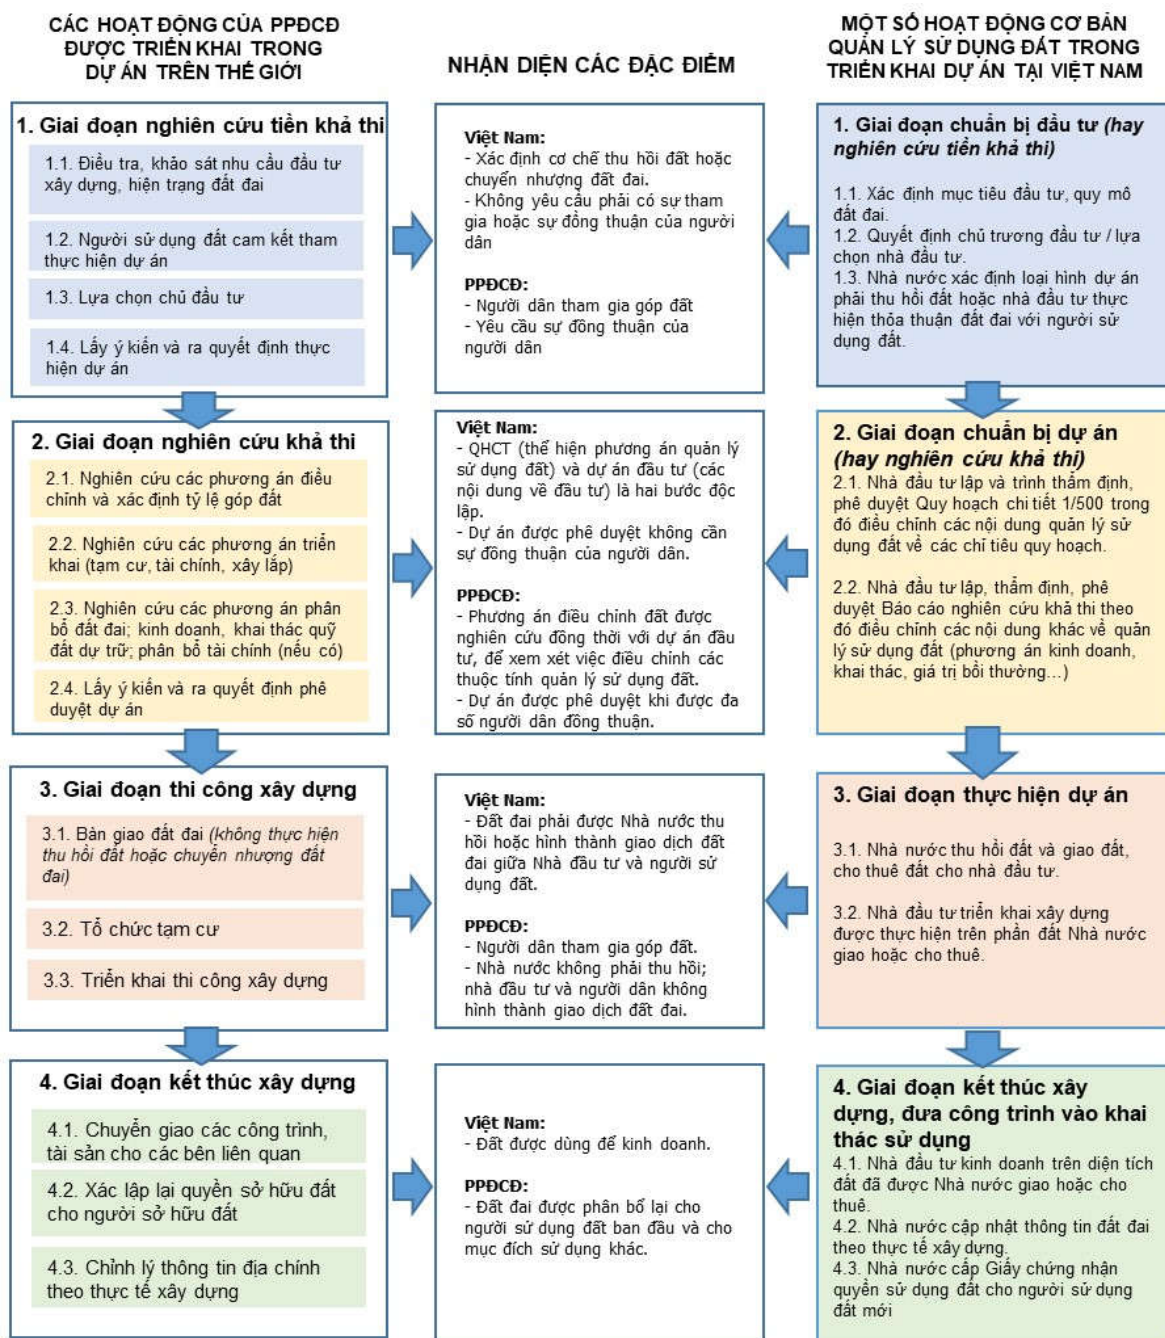 CÁC HOẠT ĐỘNG CỦA PPĐCĐ
ĐƯỢC TRIỂN KHAI TRONG
DỰ ÁN TRÊN THẾ GIỚI
1. Giai đoạn nghiên cứu tiền khả thi
1.1. Điều tra, khảo sát nhu cầu đầu tư
xây dựng, hiện trạng đất đai
1.2. Người sử dụng đất cam kết tham
thực hiện dự án
1.3. Lựa chọn chủ đầu tư
1.4. Lấy ý kiến và ra quyết định thực
hiện dự án
2. Giai đoạn nghiên cứu khả thi
2.1. Nghiên cứu các phương án điều
chỉnh và xác định tỷ lệ góp đất
2.2. Nghiên cứu các phương án triển
khai (tạm cư, tài chính, xây lắp)
2.3. Nghiên cứu các phương án phân
bổ đất đai; kinh doanh, khai thác quỹ
đất dự trữ; phân bổ tài chính (nếu có)
2.4. Lấy ý kiến và ra quyết định phê
duyệt dự án
3. Giai đoạn thi công xây dựng
3.1. Bàn giao đất đai (không thực hiện
thu hồi đất hoặc chuyển nhượng đất
đai)
3.2. Tổ chức tạm cư
3.3. Triển khai thi công xây dựng
4. Giai đoạn kết thúc xây dựng
4.1. Chuyển giao các công trình,
tài sản cho các bên liên quan
4.2. Xác lập lại quyền sở hữu đất
cho người sở hữu đất
4.3. Chỉnh lý thông tin địa chính
theo thực tế xây dựng
NHẬN DIỆN CÁC ĐẶC ĐIỂM
Việt Nam:
- Xác định cơ chế thu hồi đất hoặc
chuyển nhượng đất đai.
- Không yêu cầu phải có sự tham
gia hoặc sự đồng thuận của người
dân
PPĐCĐ:
- Người dân tham gia góp đất
- Yêu cầu sự đồng thuận của
người dân
Việt Nam:
- QHCT (thể hiện phương án quản lý
sử dụng đất) và dự án đầu tư (các
nội dung về đầu tư) là hai bước độc
lập.
- Dự án được phê duyệt không cần
sự đồng thuận của người dân.
PPĐCĐ:
- Phương án điều chỉnh đất được
nghiên cứu đồng thời với dự án đầu
tư, để xem xét việc điều chỉnh các
thuộc tính quản lý sử dụng đất.
- Dự án được phê duyệt khi được đa
số người dân đồng thuận.
Việt Nam:
- Đất đai phải được Nhà nước thu
hồi hoặc hình thành giao dịch đất
đai giữa Nhà đầu tư và người sử
dụng đất.
PPĐCĐ:
- Người dân tham gia góp đất.
- Nhà nước không phải thu hồi;
nhà đầu tư và người dân không
hình thành giao dịch đất đai.
Việt Nam:
- Đất được dùng để kinh doanh.
PPĐCĐ:
- Đất đai được phân bổ lại cho
người sử dụng đất ban đầu và cho
mục đích sử dụng khác.
MỘT SỐ HOẠT ĐỘNG CƠ BẢN
QUẢN LÝ SỬ DỤNG ĐẤT TRONG
TRIỂN KHAI DỰ ÁN TẠI VIỆT NAM
1. Giai đoạn chuẩn bị đầu tư (hay
nghiên cứu tiền khả thi)
1.1. Xác định mục tiêu đầu tư, quy mô
đất đai.
1.2. Quyết định chủ trương đầu tư / lựa
chọn nhà đầu tư.
1.3. Nhà nước xác định loại hình dự án
phải thu hồi đất hoặc nhà đầu tư thực
hiện thỏa thuận đất đai với người sử
dụng đất.
2. Giai đoạn chuẩn bị dự án
(hay nghiên cứu khả thi)
2.1. Nhà đầu tư lập và trình thẩm định,
phê duyệt Quy hoạch chi tiết 1/500 trong
đó điều chỉnh các nội dung quản lý sử
dụng đất về các chỉ tiêu quy hoạch.
2.2. Nhà đầu tư lập, thẩm định, phê
duyệt Báo cáo nghiên cứu khả thi theo
đó điều chỉnh các nội dung khác về quản
lý sử dụng đất (phương án kinh doanh,
khai thác, giá trị bồi thường...)
3. Giai đoạn thực hiện dự án
3.1. Nhà nước thu hồi đất và giao đất,
cho thuê đất cho nhà đầu tư.
3.2. Nhà đầu tư triển khai xây dựng
được thực hiện trên phần đất Nhà nước
giao hoặc cho thuê.
4. Giai đoạn kết thúc xây
dựng, đưa công trình vào khai
thác sử dụng
4.1. Nhà đầu tư kinh doanh trên diện tích
đất đã được Nhà nước giao hoặc cho
thuê.
4.2. Nhà nước cập nhật thông tin đất đai
theo thực tế xây dựng.
4.3. Nhà nước cấp Giấy chứng nhận
quyền sử dụng đất cho người sử dụng
đất mới